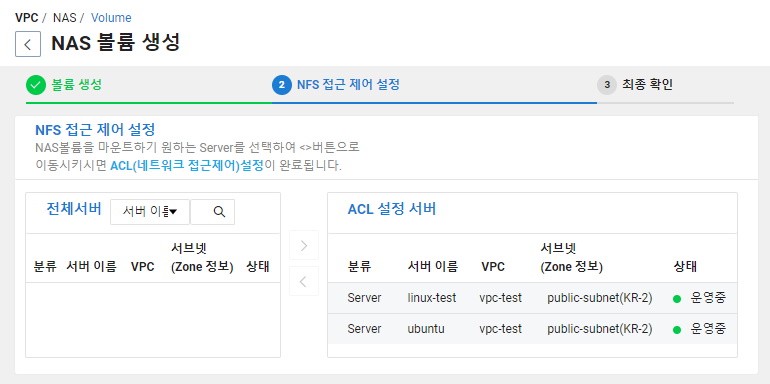 VPC / NAS / Volume
NAS 볼륨 생성
볼륨 생성
2 NFS 접근 제어 설정
3 최종 확인
NFS 접근 제어 설정
NAS볼륨을 마운트하기 원하는 Server를 선택하여 <>버튼으로
이동시키시면 ACL(네트워크 접근제어)설정이 완료됩니다.
전체서버 서버 이름
분류 서버 이름 VPC 서브넷 (Zone 정보) 상태
ACL 설정 서버
분류 서버 이름 VPC 서브넷 (Zone 정보) 상태
Server linux-test vpc-test public-subnet(KR-2) 운영중
Server ubuntu vpc-test public-subnet(KR-2) 운영중